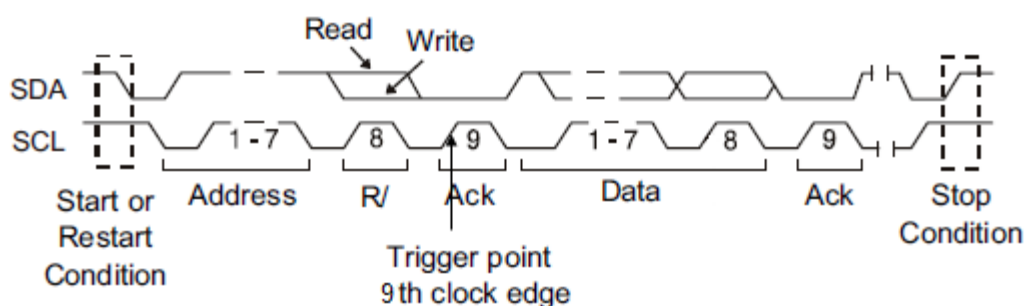 Read
Write
SDA
SCL
1 - 7
8
9
1 - 7
8
9
Address
R/
Ack
Data
Ack
Start or
Restart
Condition
Trigger point
9th clock edge
Stop
Condition